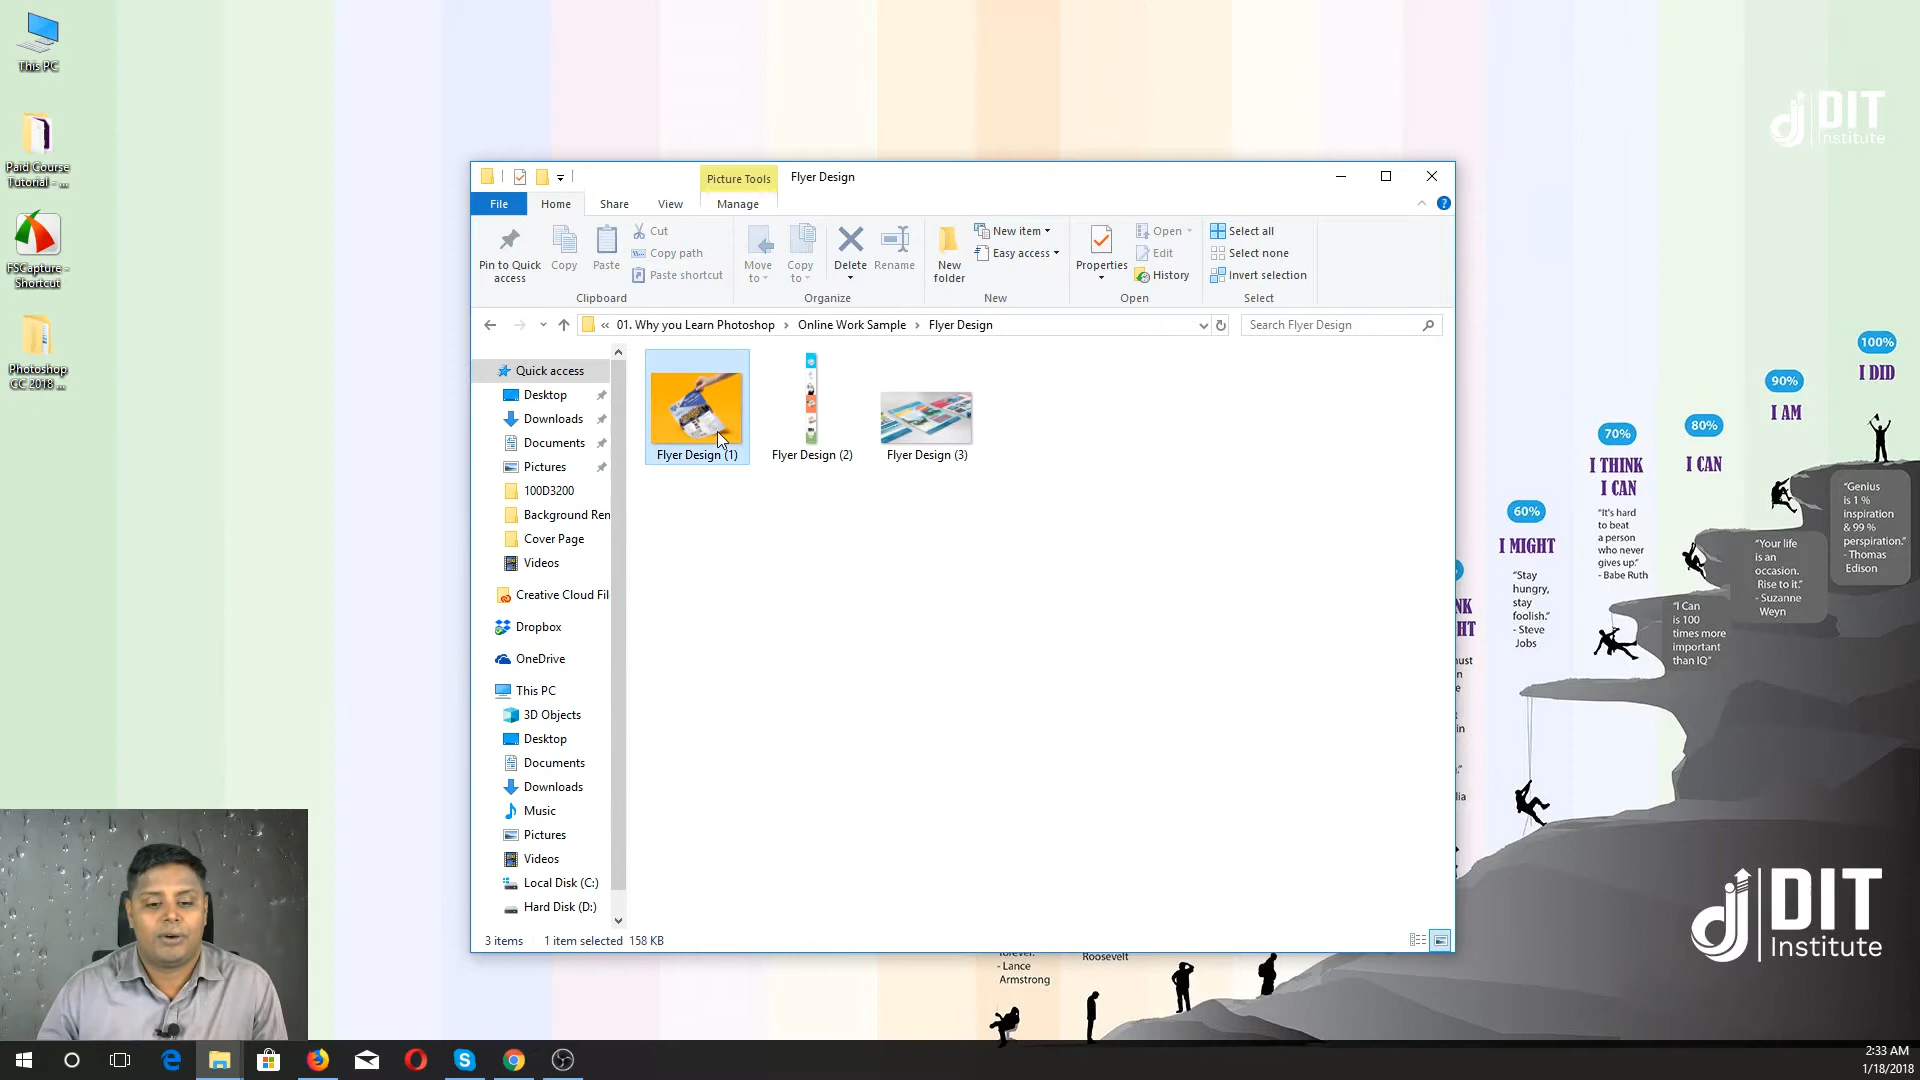 This PC
Paid Course
Tutorial - ...
FSCapture -
Shortcut
Photoshop
CC 2018 ...
DIT
Institute
Picture Tools
Flyer Design
File
Home
Share
View
Manage
Pin to Quick
access
Copy
Paste
Cut
Copy path
Paste shortcut
Clipboard
Move
to
Copy
to
Delete
Rename
Organize
New
folder
New item
Easy access
New
Properties
Open
Edit
History
Open
Select all
Select none
Invert selection
Select
« 01. Why you Learn Photoshop › Online Work Sample › Flyer Design
Search Flyer Design
Quick access
Desktop
Downloads
Documents
Pictures
100D3200
Background Ren
Cover Page
Videos
Creative Cloud Fil
Dropbox
OneDrive
This PC
3D Objects
Desktop
Documents
Downloads
Music
Pictures
Videos
Local Disk (C:)
Hard Disk (D:)
Flyer Design (1)
Flyer Design (2)
Flyer Design (3)
3 items
1 item selected 158 KB
100%
I DID
90%
I AM
80%
I CAN
70%
I THINK
I CAN
60%
I MIGHT
"Genius
is 1 %
inspiration
& 99 %
perspiration."
- Thomas
Edison
"Your life
is an
occasion.
Rise to it."
- Suzanne
Weyn
"I Can
is 100
times more
important
than IQ"
"It's hard
to beat
a person
who never
gives up."
- Babe Ruth
"Stay
hungry,
stay
foolish."
- Steve
Jobs
- Lance
Armstrong
Roosevelt
DIT
Institute
2:33 AM
1/18/2018